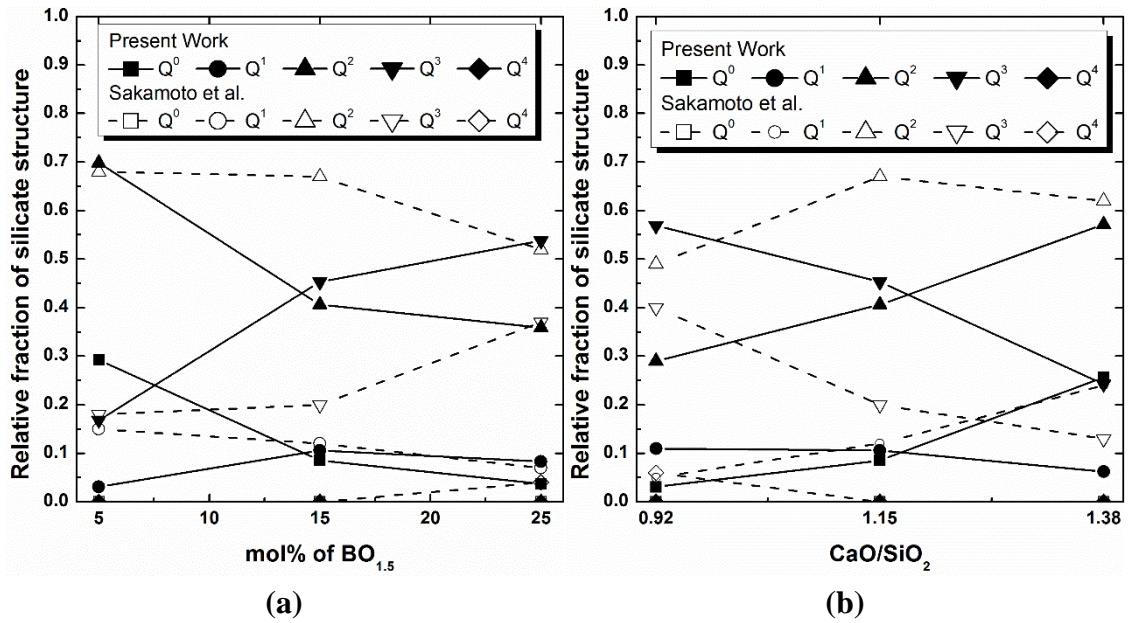 1.0
0.9
0.8
0.7
0.6
0.5
0.4
0.3
0.2
0.1
0.0
Relative fraction of silicate structure
Present Work
Q⁰ Q¹ Q² Q³ Q⁴
Sakamoto et al.
Q⁰ Q¹ Q² Q³ Q⁴
5 10 15 20 25
mol% of BO₁.₅
(a)
1.0
0.9
0.8
0.7
0.6
0.5
0.4
0.3
0.2
0.1
0.0
Relative fraction of silicate structure
Present Work
Q⁰ Q¹ Q² Q³ Q⁴
Sakamoto et al.
Q⁰ Q¹ Q² Q³ Q⁴
0.92 1.15 1.38
CaO/SiO₂
(b)